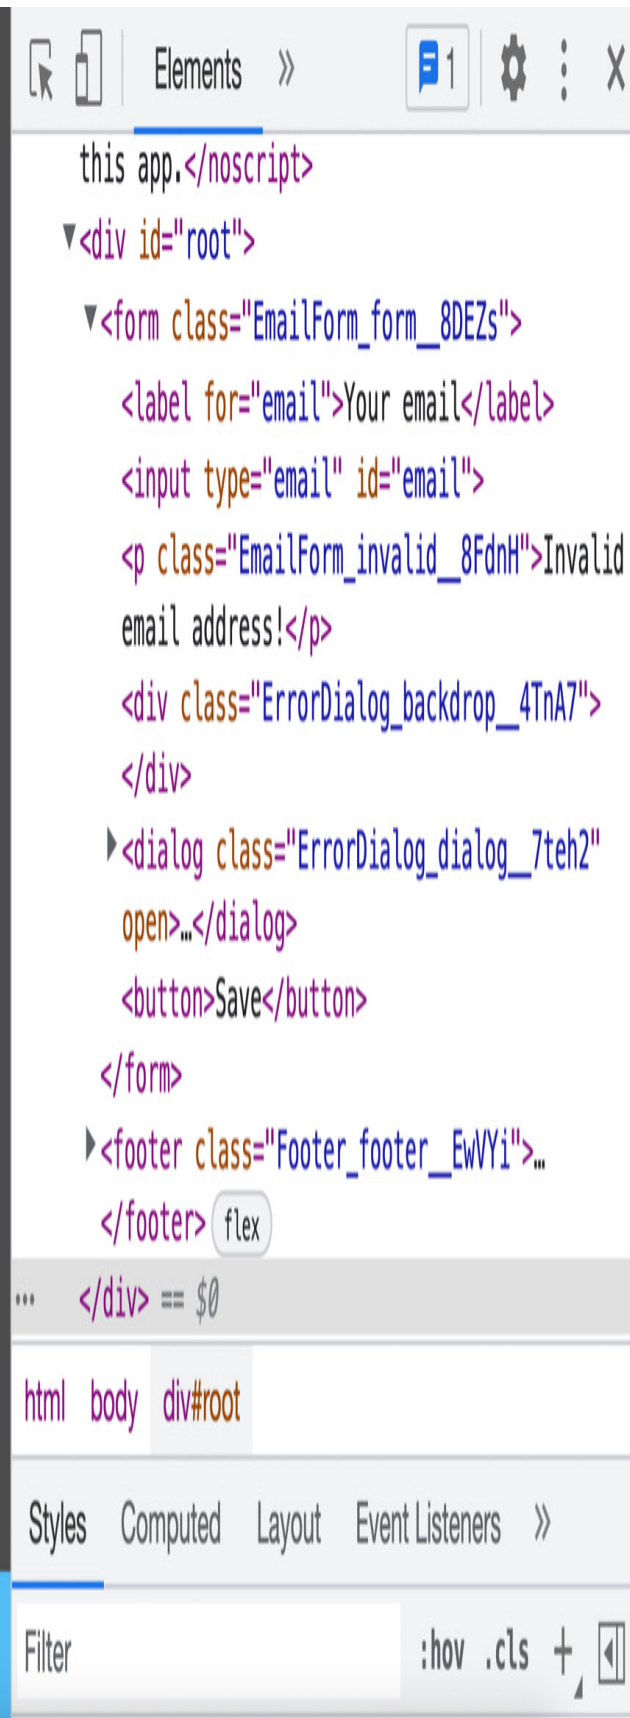 Elements » 1
this app.</noscript>
▼<div id="root">
▼<form class="EmailForm_form__8DEZs">
<label for="email">Your email</label>
<input type="email" id="email">
<p class="EmailForm_invalid__8FdnH">Invalid
email address!</p>
<div class="ErrorDialog_backdrop__4TnA7">
</div>
▶<dialog class="ErrorDialog_dialog__7teh2"
open>…</dialog>
<button>Save</button>
</form>
▶<footer class="Footer_footer__EwVYi">…
</footer> flex
… </div> == $0
html body div#root
Styles Computed Layout Event Listeners »
Filter :hov .cls +